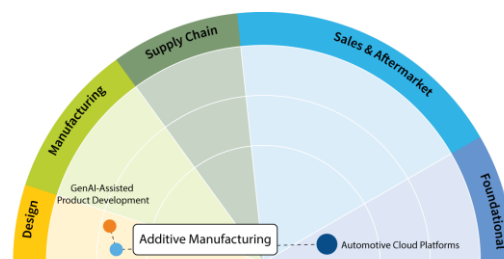 Supply Chain
Sales & Aftermarket
Manufacturing
Design
Foundational
GenAI-Assisted
Product Development
Additive Manufacturing
Automotive Cloud Platforms